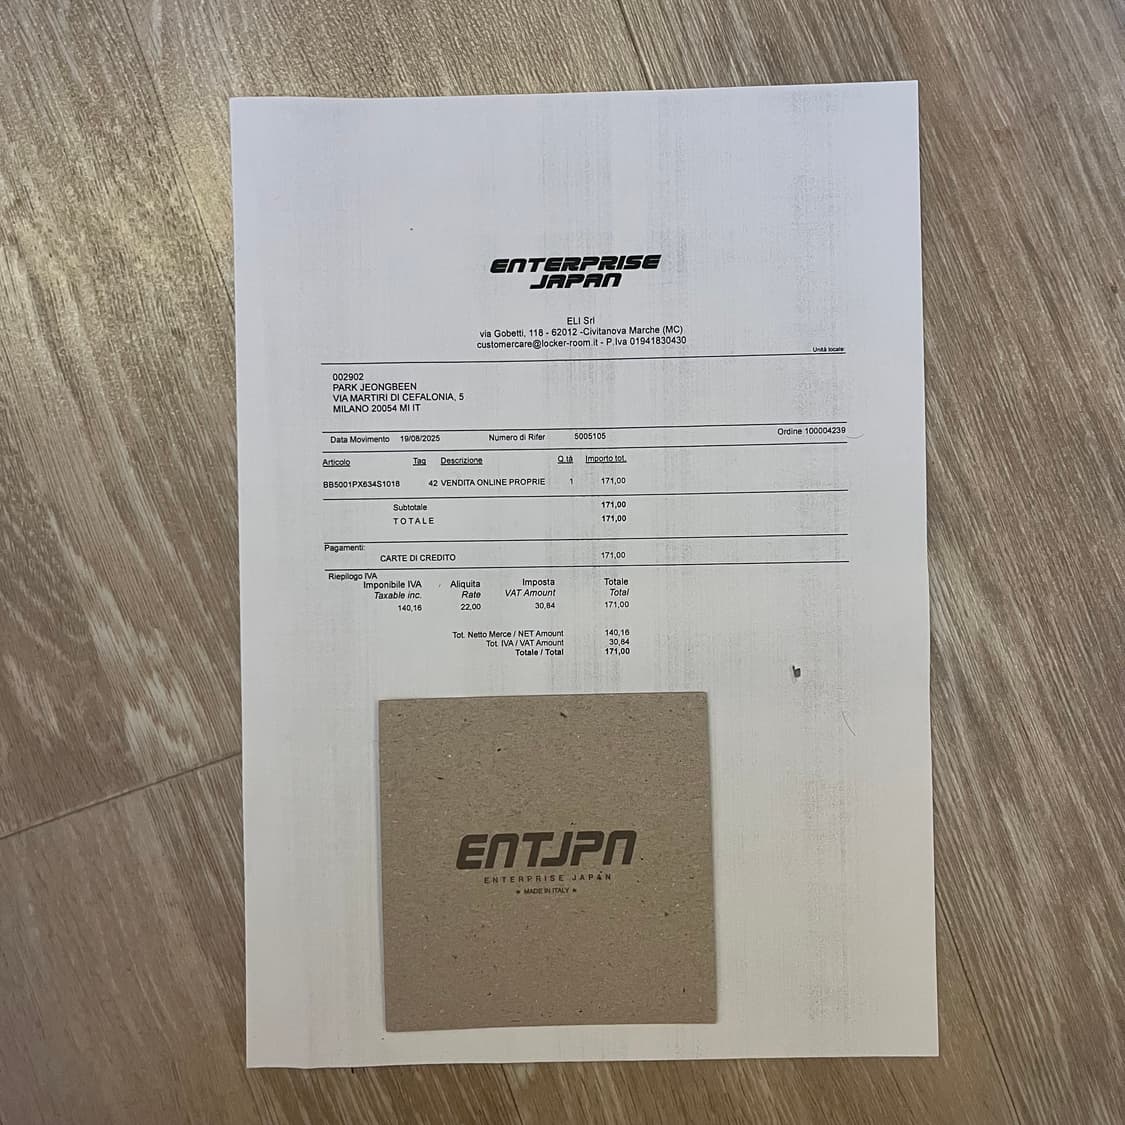 ENTERPRISE
JAPAN
ELI Srl
via Gobetti, 118 - 62012 -Civitanova Marche (MC)
customercare@locker-room.it - P.Iva 01941830430
Unità locale:
002902
PARK JEONGBEEN
VIA MARTIRI DI CEFALONIA, 5
MILANO 20054 MI IT
Data Movimento 19/08/2025 Numero di Rifer 5005105 Ordine 100004239
Articolo Tag Descrizione Q.tà Importo tot.
BB5001PX634S1018 42 VENDITA ONLINE PROPRIE 1 171,00
Subtotale 171,00
TOTALE 171,00
Pagamenti:
CARTE DI CREDITO 171,00
Riepilogo IVA
Imponibile IVA Aliquita Imposta Totale
Taxable inc. Rate VAT Amount Total
140,16 22,00 30,84 171,00
Tot. Netto Merce / NET Amount 140,16
Tot. IVA / VAT Amount 30,84
Totale / Total 171,00
ENTJPN
ENTERPRISE JAPAN
★ MADE IN ITALY ★